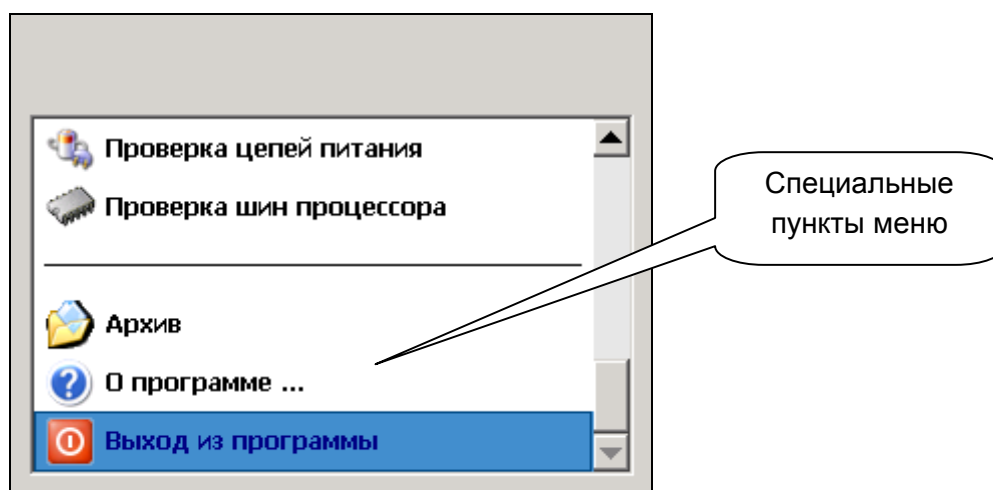 Проверка цепей питания
Проверка шин процессора
Специальные
пункты меню
Архив
О программе ...
Выход из программы